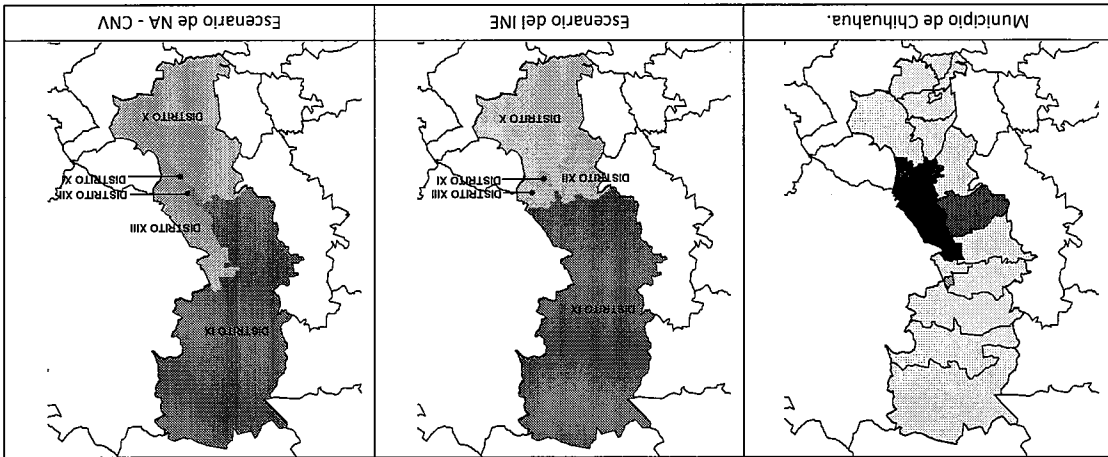 DISTRITO IX
DISTRITO XIII
DISTRITO XI
DISTRITO XII
DISTRITO X
DISTRITO IX
DISTRITO XIII
DISTRITO XII
DISTRITO XI
DISTRITO X
Municipio de Chihuahua.
Escenario del INE
Escenario de NA - CNV